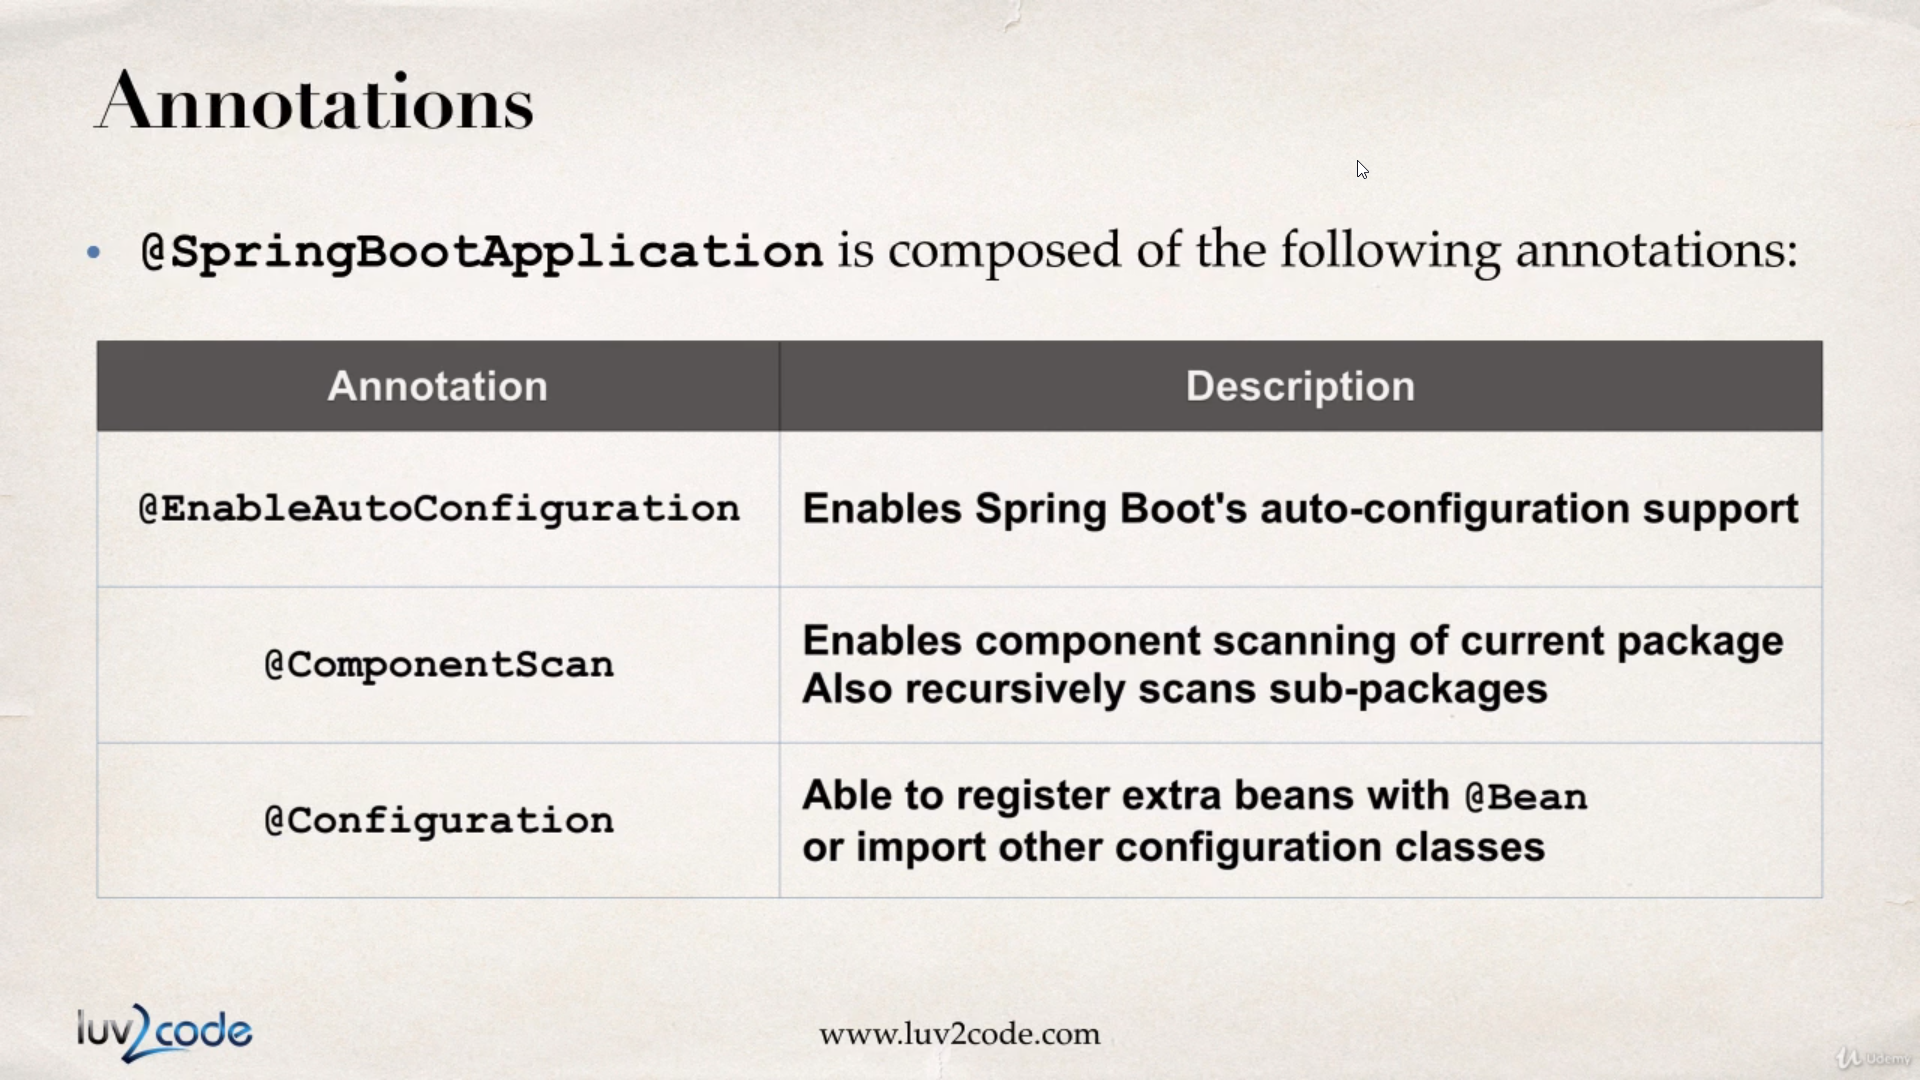 Annotations
• @SpringBootApplication is composed of the following annotations:
Annotation Description
@EnableAutoConfiguration Enables Spring Boot's auto-configuration support
@ComponentScan Enables component scanning of current package
Also recursively scans sub-packages
@Configuration Able to register extra beans with @Bean
or import other configuration classes
luv2code
www.luv2code.com
Udemy